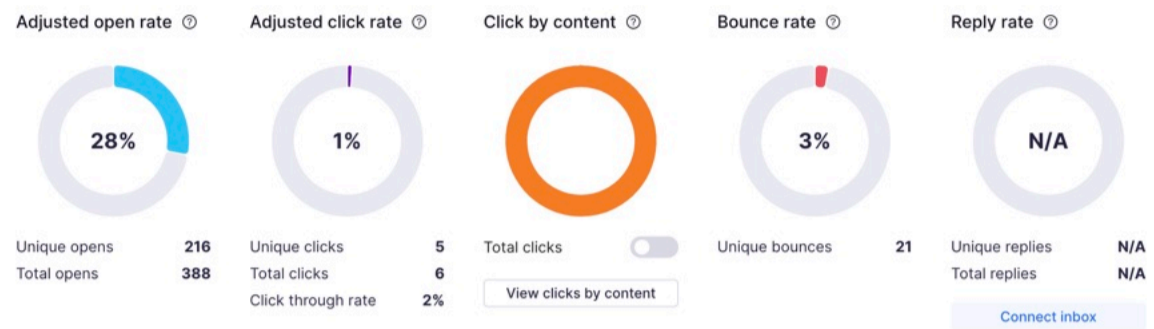 Adjusted open rate
28%
Unique opens 216
Total opens 388
Adjusted click rate
1%
Unique clicks 5
Total clicks 6
Click through rate 2%
Click by content
Total clicks
View clicks by content
Bounce rate
3%
Unique bounces 21
Reply rate
N/A
Unique replies N/A
Total replies N/A
Connect inbox